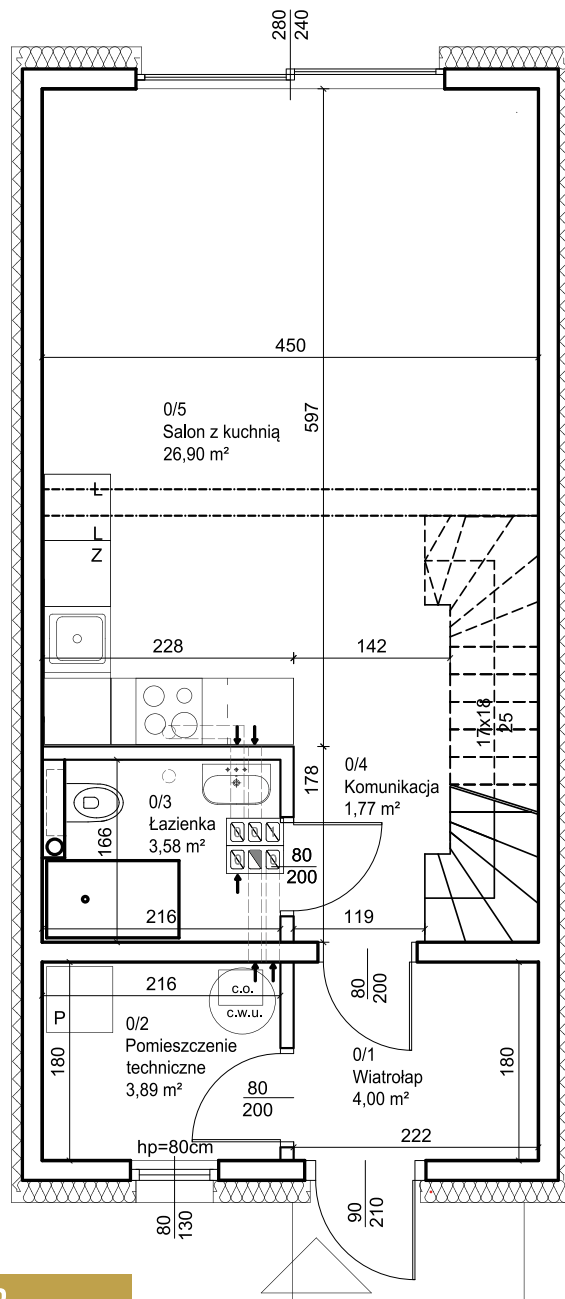 280
240
450
597
0/5
Salon z kuchnią
26,90 m²
Ł
L
Z
228
142
17x18
25
178
0/4
Komunikacja
1,77 m²
0/3
Łazienka
3,58 m²
166
80
200
216
119
80
200
216
c.o.
c.w.u.
P
0/2
Pomieszczenie
techniczne
3,89 m²
180
0/1
Wiatrołap
4,00 m²
180
80
200
222
hp=80cm
80
130
90
210